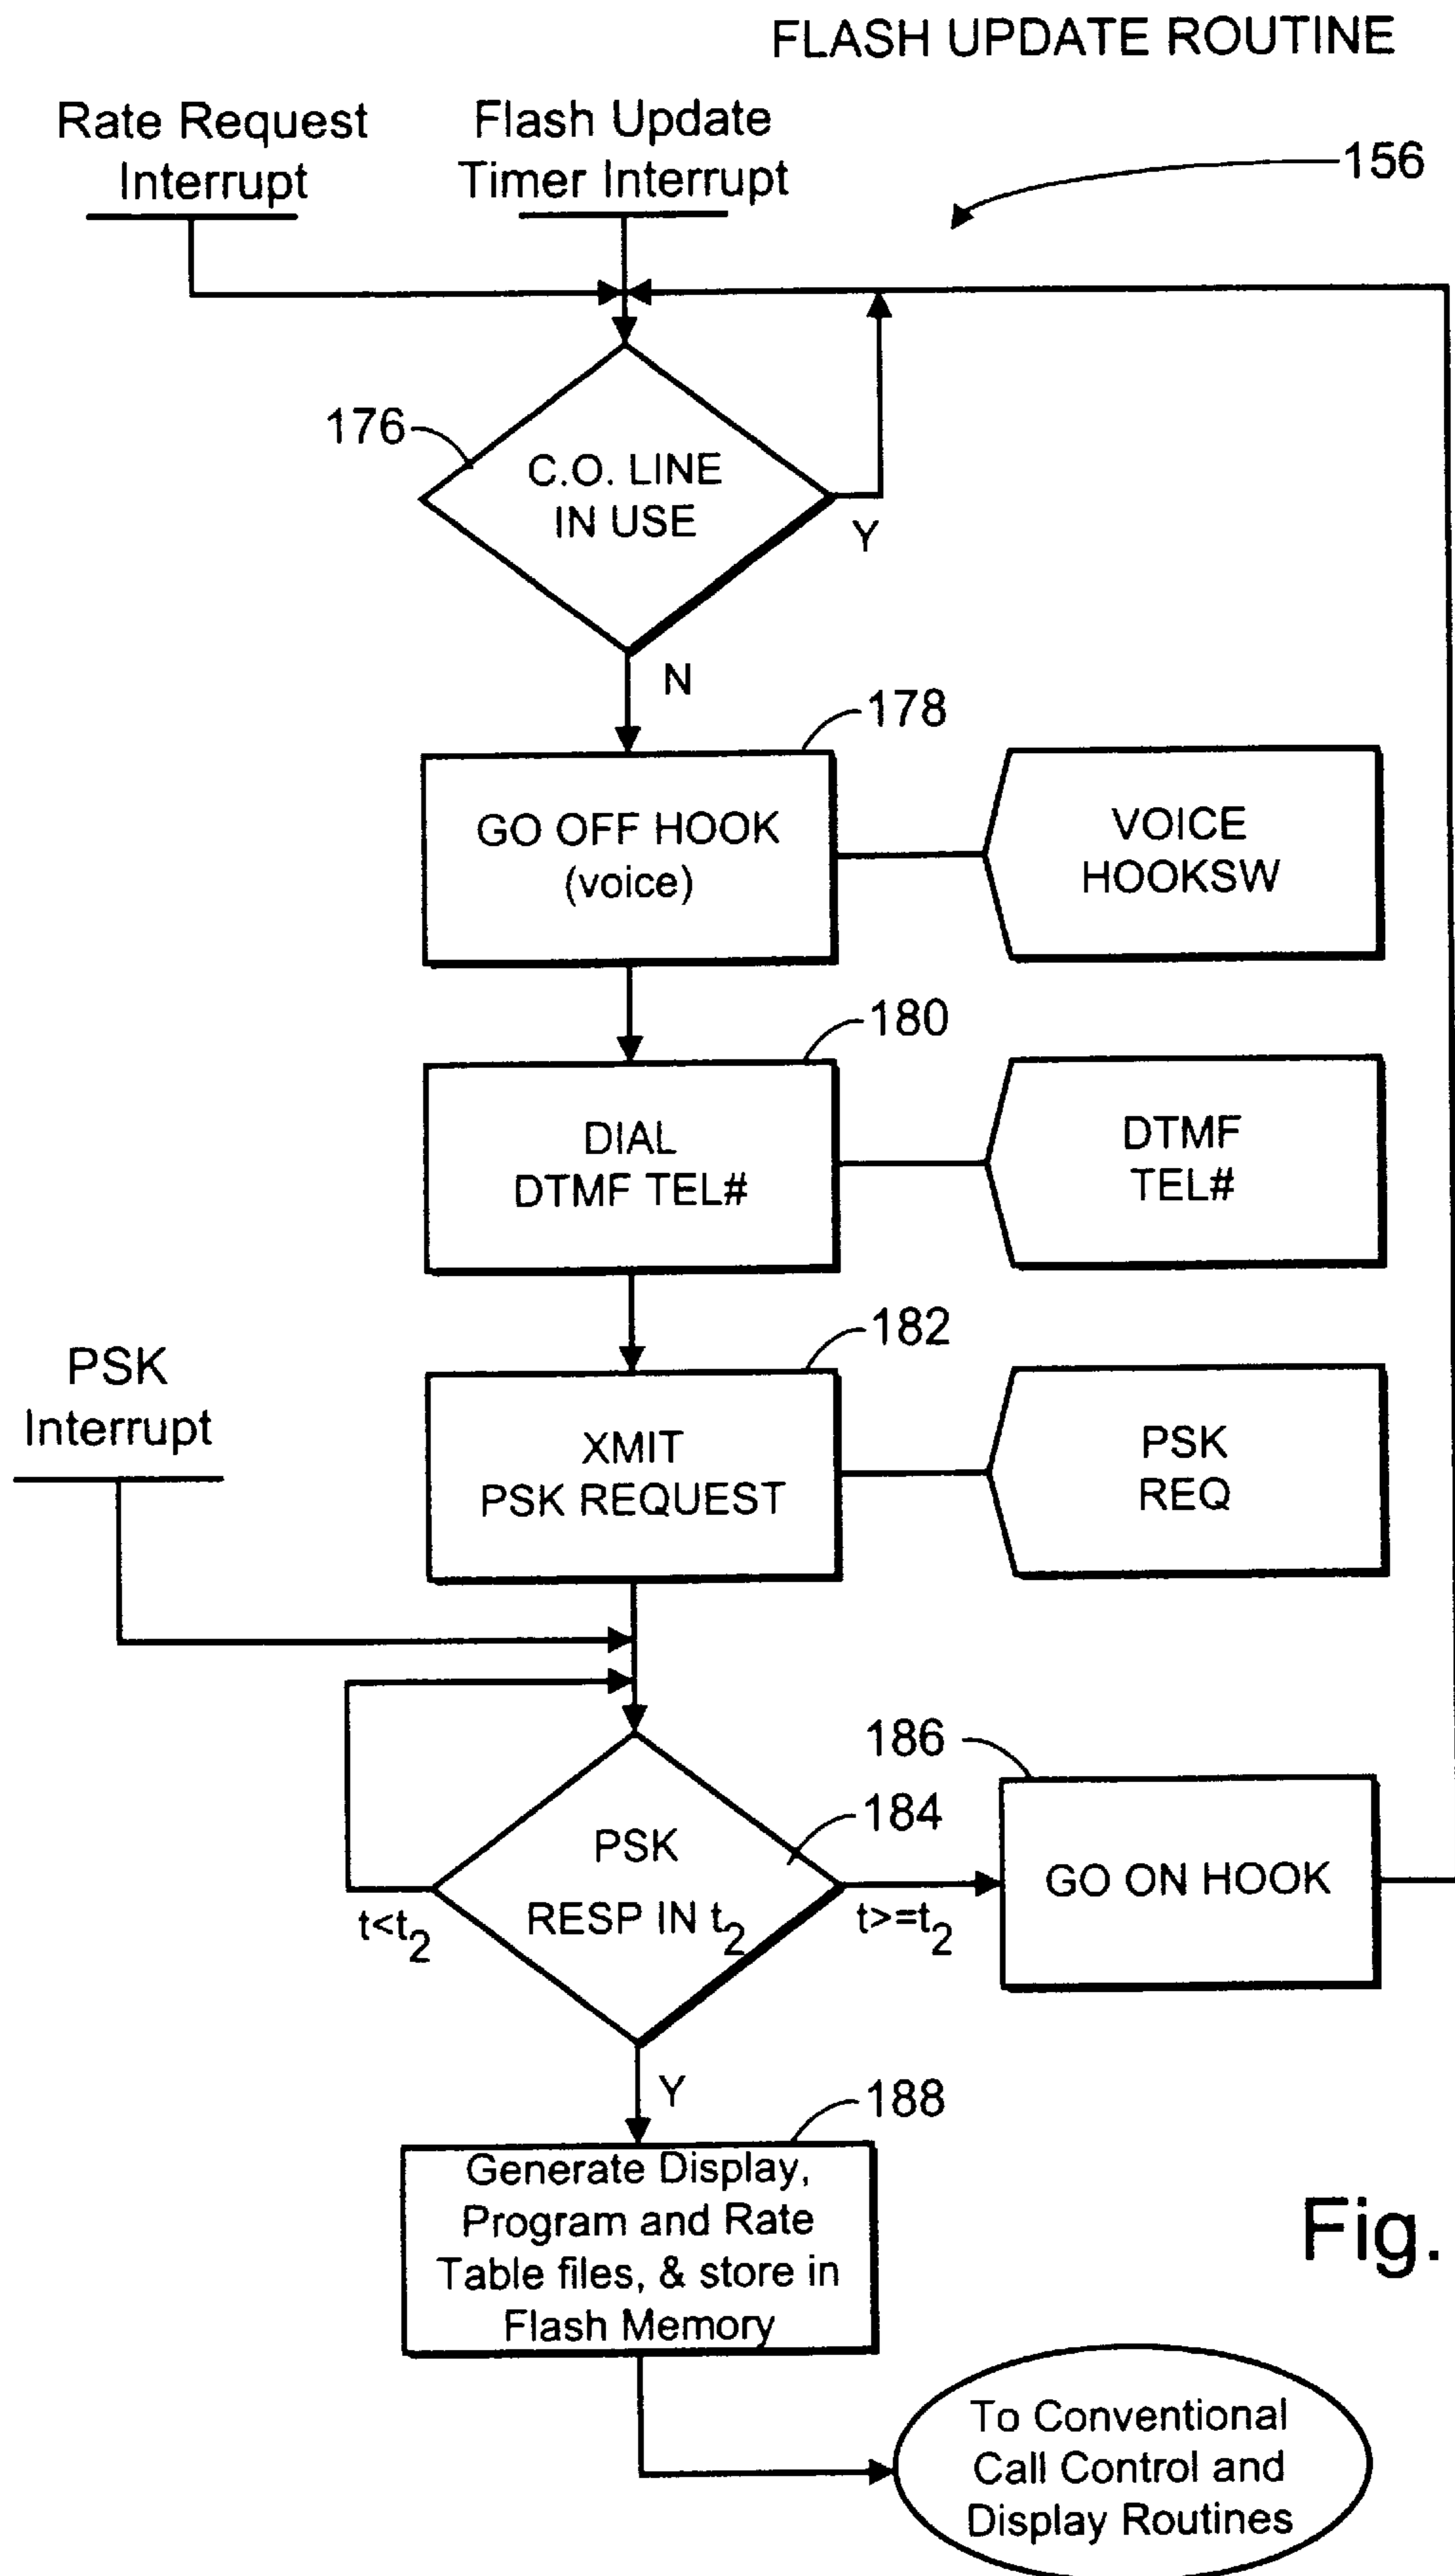 FLASH UPDATE ROUTINE
Rate Request
Interrupt
Flash Update
Timer Interrupt
156
176
C.O. LINE
IN USE
Y
N
178
GO OFF HOOK
(voice)
VOICE
HOOKSW
180
DIAL
DTMF TEL#
DTMF
TEL#
182
PSK
Interrupt
XMIT
PSK REQUEST
PSK
REQ
186
184
PSK
RESP IN t2
t<t2
t>=t2
GO ON HOOK
Y
188
Generate Display,
Program and Rate
Table files, & store in
Flash Memory
Fig.
To Conventional
Call Control and
Display Routines